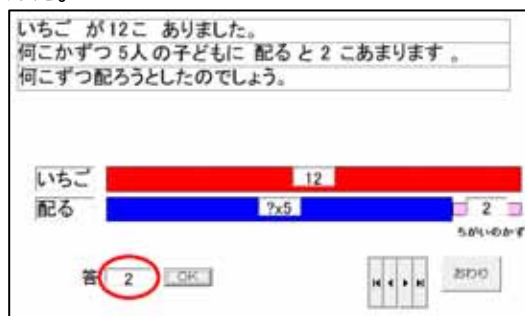 いちご が12こ ありました。
何こかずつ 5人 の子どもに 配る と 2 こあまります 。
何こずつ配ろうとしたのでしょう。
いちご 12
配る ?x5 2
ちがいのかず
答 2 OK おわり